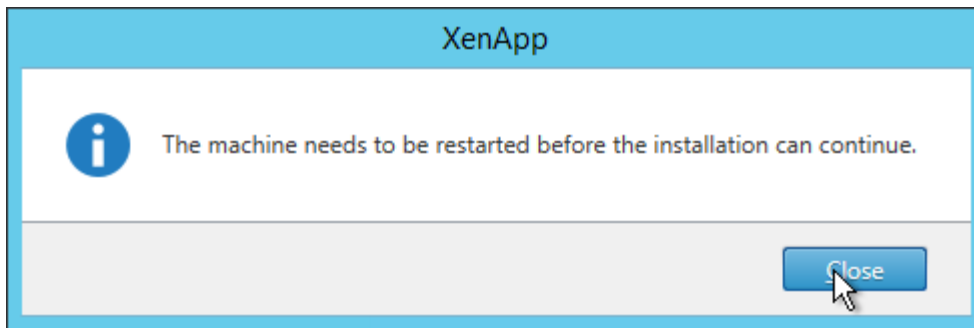 XenApp
The machine needs to be restarted before the installation can continue.
Close